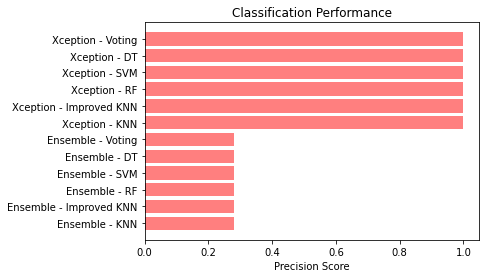 Classification Performance
Xception - Voting
Xception - DT
Xception - SVM
Xception - RF
Xception - Improved KNN
Xception - KNN
Ensemble - Voting
Ensemble - DT
Ensemble - SVM
Ensemble - RF
Ensemble - Improved KNN
Ensemble - KNN
0.0 0.2 0.4 0.6 0.8 1.0
Precision Score